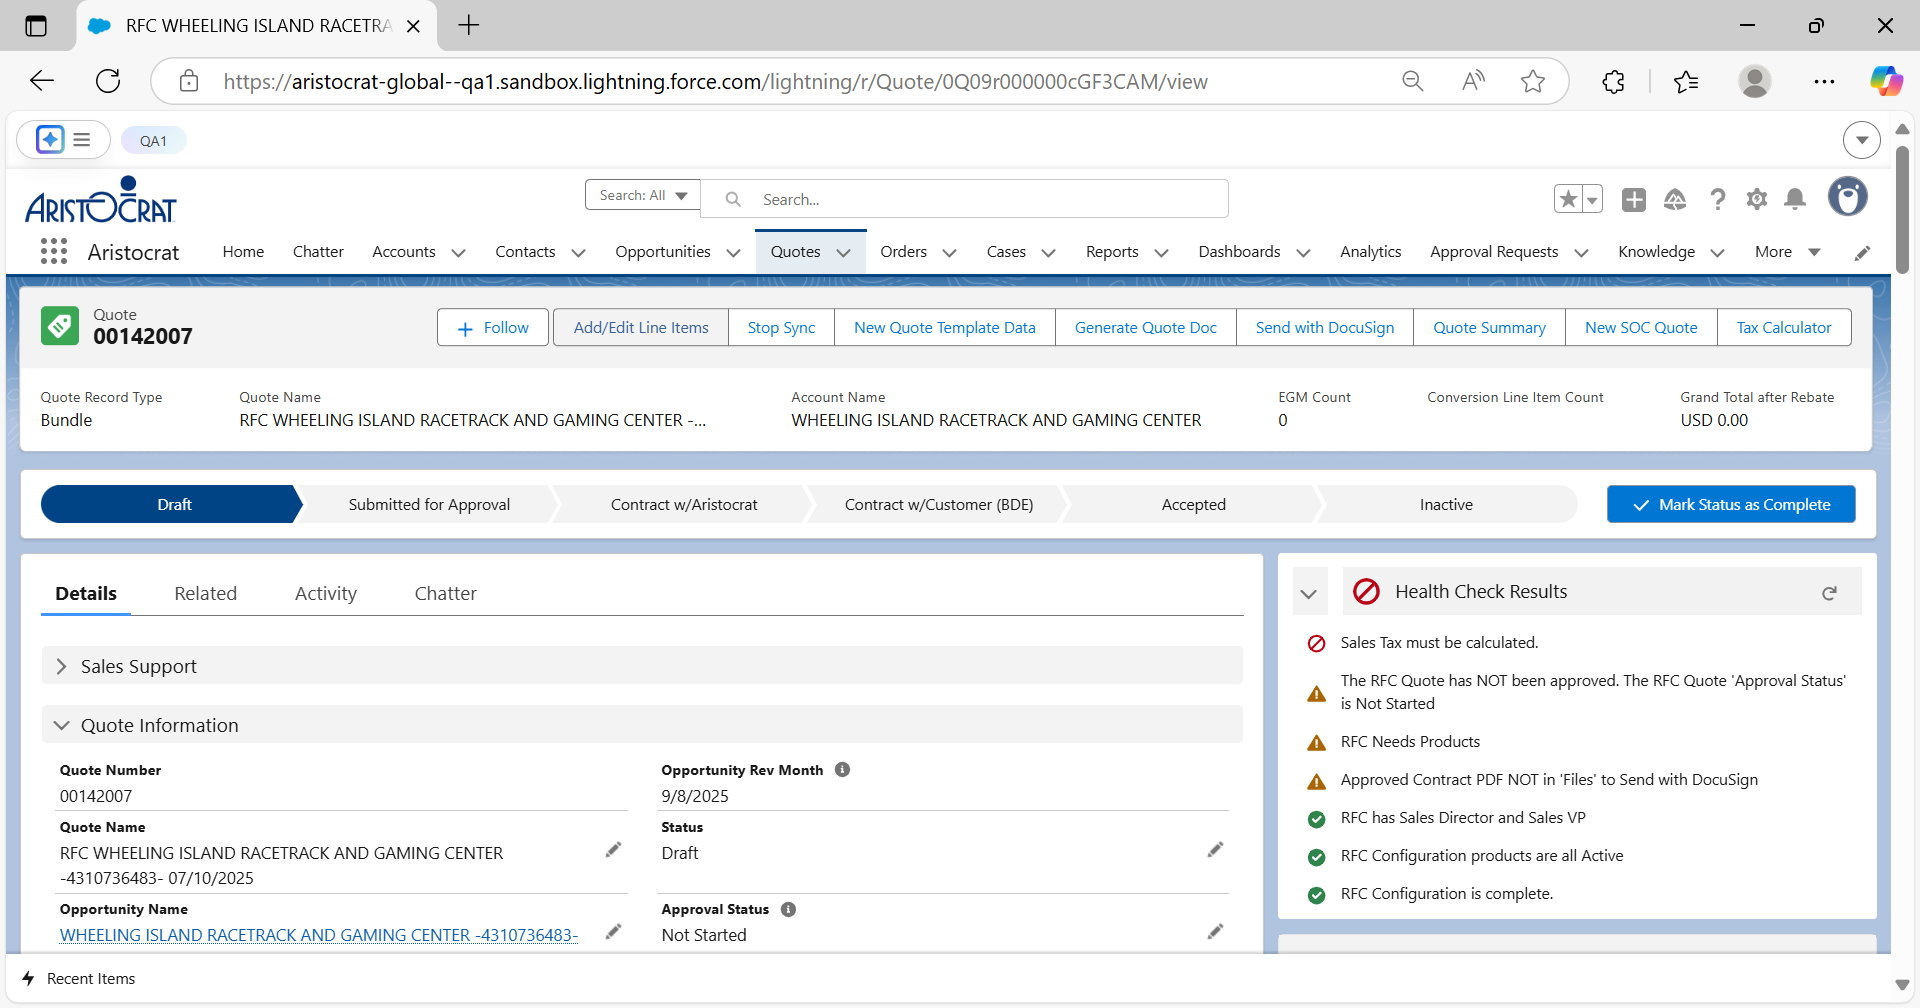 RFC WHEELING ISLAND RACETRA
https://aristocrat-global--qa1.sandbox.lightning.force.com/lightning/r/Quote/0Q09r000000cGF3CAM/view
QA1
ARISTOCRAT
Search: All
Search...
Aristocrat
Home
Chatter
Accounts
Contacts
Opportunities
Quotes
Orders
Cases
Reports
Dashboards
Analytics
Approval Requests
Knowledge
More
Quote
00142007
Follow
Add/Edit Line Items
Stop Sync
New Quote Template Data
Generate Quote Doc
Send with DocuSign
Quote Summary
New SOC Quote
Tax Calculator
Quote Record Type
Bundle
Quote Name
RFC WHEELING ISLAND RACETRACK AND GAMING CENTER -...
Account Name
WHEELING ISLAND RACETRACK AND GAMING CENTER
EGM Count
0
Conversion Line Item Count
Grand Total after Rebate
USD 0.00
Draft
Submitted for Approval
Contract w/Aristocrat
Contract w/Customer (BDE)
Accepted
Inactive
Mark Status as Complete
Details
Related
Activity
Chatter
Sales Support
Quote Information
Quote Number
00142007
Opportunity Rev Month
9/8/2025
Quote Name
RFC WHEELING ISLAND RACETRACK AND GAMING CENTER
-4310736483- 07/10/2025
Status
Draft
Opportunity Name
WHEELING ISLAND RACETRACK AND GAMING CENTER -4310736483-
Approval Status
Not Started
Health Check Results
Sales Tax must be calculated.
The RFC Quote has NOT been approved. The RFC Quote 'Approval Status'
is Not Started
RFC Needs Products
Approved Contract PDF NOT in 'Files' to Send with DocuSign
RFC has Sales Director and Sales VP
RFC Configuration products are all Active
RFC Configuration is complete.
Recent Items